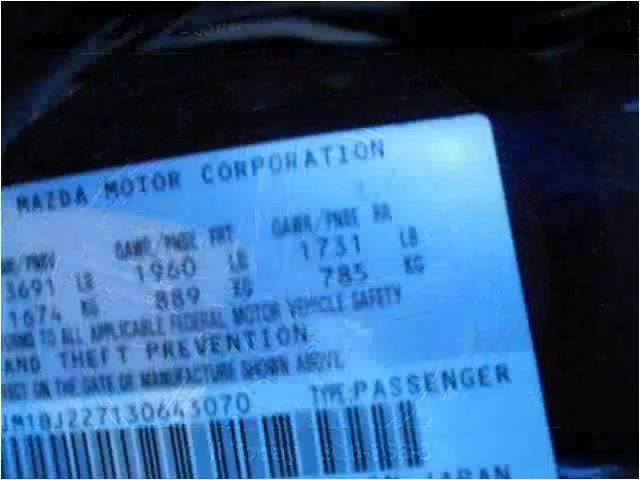 MAZDA MOTOR CORPORATION
GAWR/PNBE FRT GAWR/PNBE RA
3691 LB 1960 LB 1731 LB
1674 KG 889 KG 785 KG
TO ALL APPLICABLE FEDERAL MOTOR VEHICLE SAFETY
AND THEFT PREVENTION
ON THE DATE OF MANUFACTURE SHOWN ABOVE
JM1BJ227130643070 TYPE:PASSENGER
JAPAN